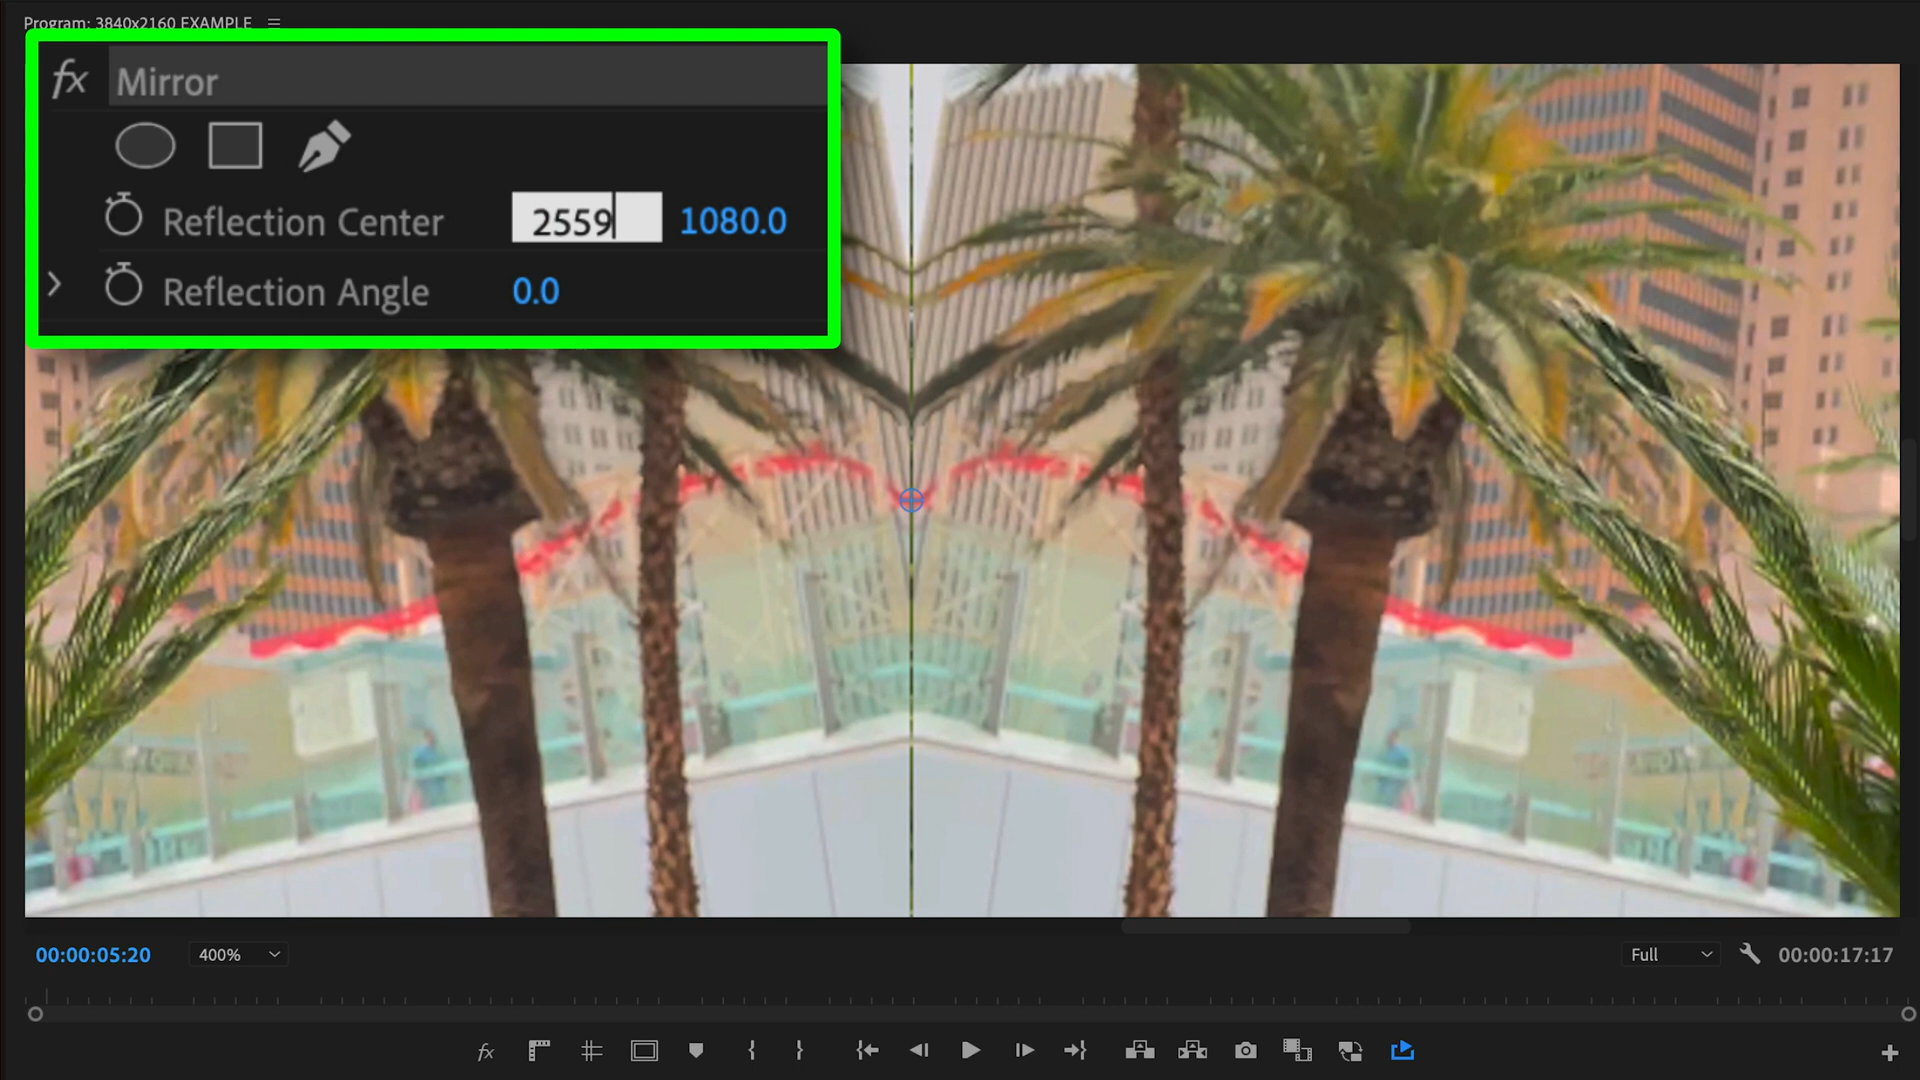 Program: 3840x2160 EXAMPLE
fx Mirror
Reflection Center 2559 1080.0
Reflection Angle 0.0
00:00:05:20 400% Full 00:00:17:17
fx